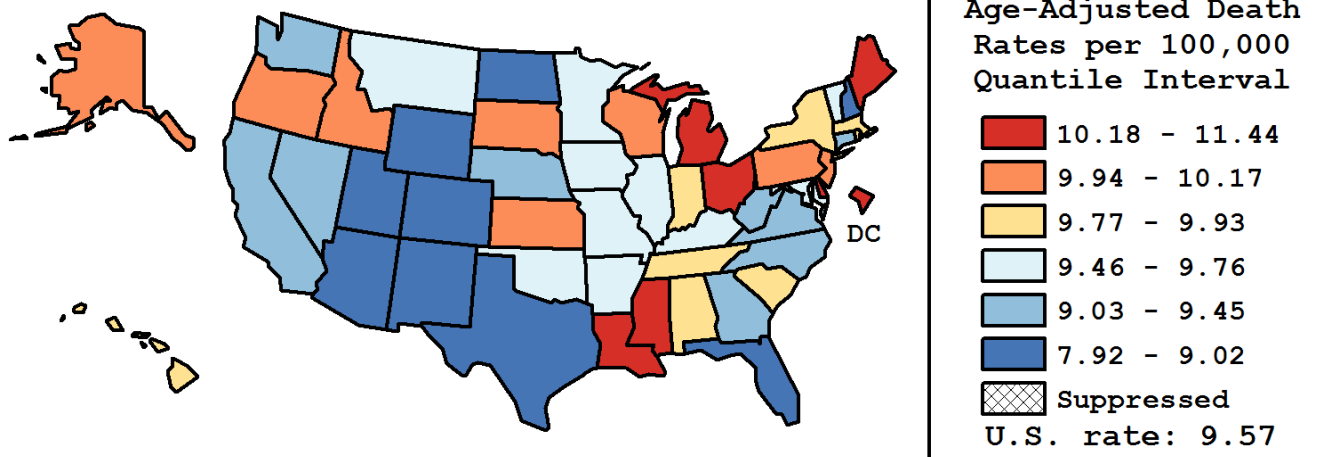 Age-Adjusted Death
Rates per 100,000
Quantile Interval
10.18 - 11.44
9.94 - 10.17
9.77 - 9.93
9.46 - 9.76
9.03 - 9.45
7.92 - 9.02
Suppressed
U.S. rate: 9.57
DC